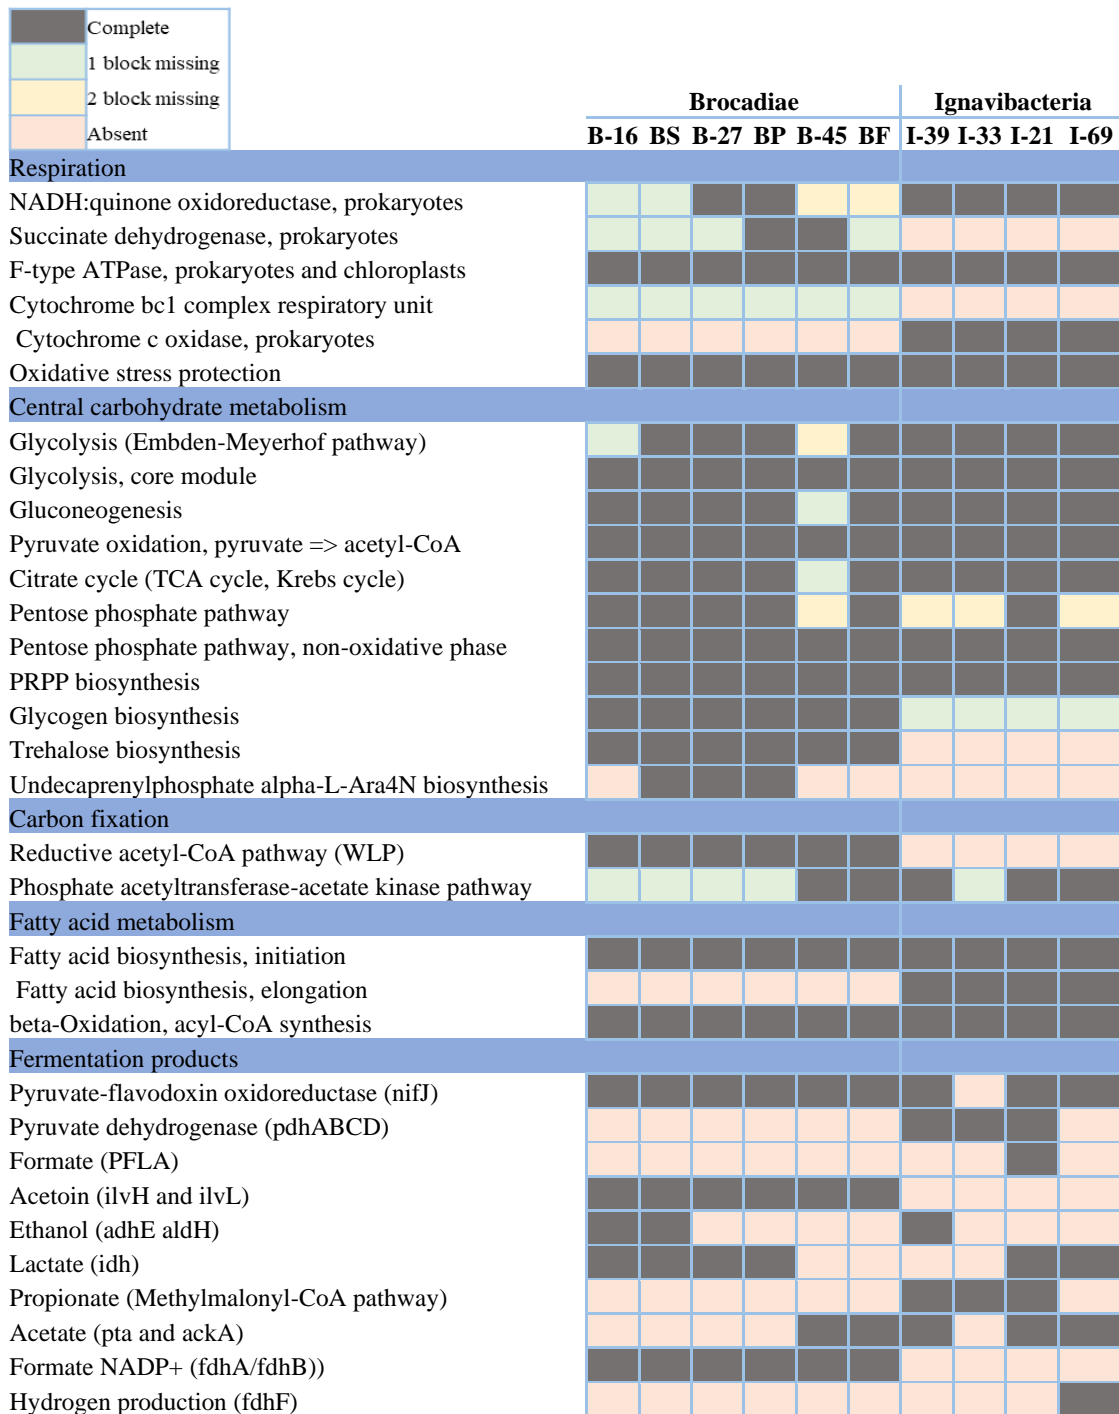 Complete
1 block missing
2 block missing
Absent
Brocadiae Ignavibacteria
B-16 BS B-27 BP B-45 BF I-39 I-33 I-21 I-69
Respiration
NADH:quinone oxidoreductase, prokaryotes
Succinate dehydrogenase, prokaryotes
F-type ATPase, prokaryotes and chloroplasts
Cytochrome bc1 complex respiratory unit
Cytochrome c oxidase, prokaryotes
Oxidative stress protection
Central carbohydrate metabolism
Glycolysis (Embden-Meyerhof pathway)
Glycolysis, core module
Gluconeogenesis
Pyruvate oxidation, pyruvate => acetyl-CoA
Citrate cycle (TCA cycle, Krebs cycle)
Pentose phosphate pathway
Pentose phosphate pathway, non-oxidative phase
PRPP biosynthesis
Glycogen biosynthesis
Trehalose biosynthesis
Undecaprenylphosphate alpha-L-Ara4N biosynthesis
Carbon fixation
Reductive acetyl-CoA pathway (WLP)
Phosphate acetyltransferase-acetate kinase pathway
Fatty acid metabolism
Fatty acid biosynthesis, initiation
Fatty acid biosynthesis, elongation
beta-Oxidation, acyl-CoA synthesis
Fermentation products
Pyruvate-flavodoxin oxidoreductase (nifJ)
Pyruvate dehydrogenase (pdhABCD)
Formate (PFLA)
Acetoin (ilvH and ilvL)
Ethanol (adhE aldH)
Lactate (idh)
Propionate (Methylmalonyl-CoA pathway)
Acetate (pta and ackA)
Formate NADP+ (fdhA/fdhB))
Hydrogen production (fdhF)